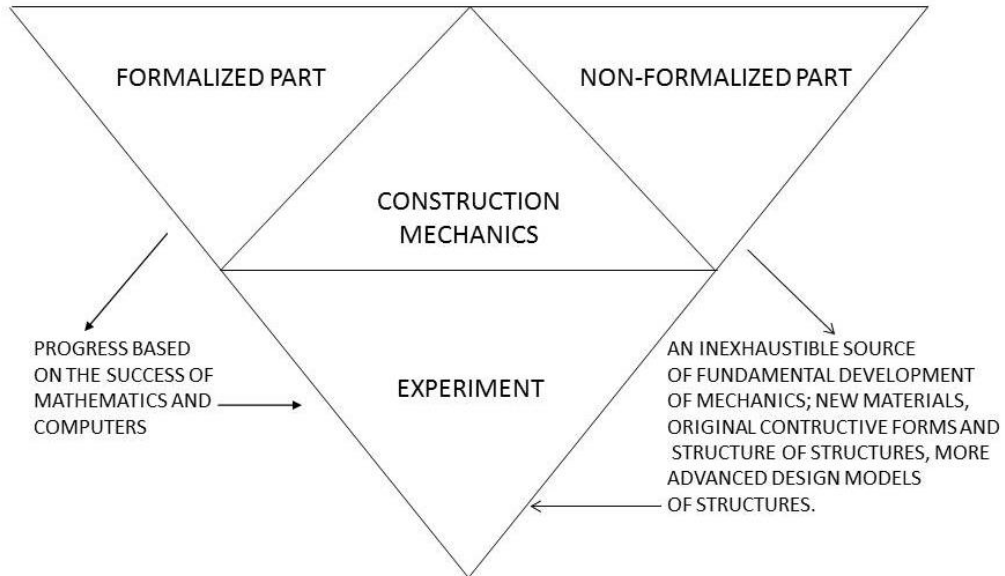 FORMALIZED PART
NON-FORMALIZED PART
CONSTRUCTION
MECHANICS
EXPERIMENT
PROGRESS BASED
ON THE SUCCESS OF
MATHEMATICS AND
COMPUTERS
AN INEXHAUSTIBLE SOURCE
OF FUNDAMENTAL DEVELOPMENT
OF MECHANICS; NEW MATERIALS,
ORIGINAL CONTRUCTIVE FORMS AND
STRUCTURE OF STRUCTURES, MORE
ADVANCED DESIGN MODELS
OF STRUCTURES.